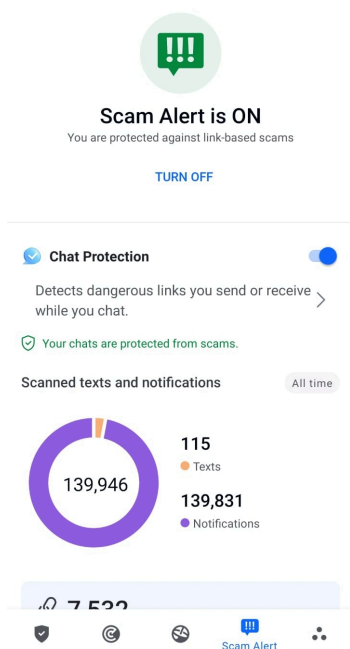 Scam Alert is ON
You are protected against link-based scams
TURN OFF
Chat Protection
Detects dangerous links you send or receive
while you chat.
Your chats are protected from scams.
Scanned texts and notifications
All time
139,946
115
Texts
139,831
Notifications
7,532
Scam Alert